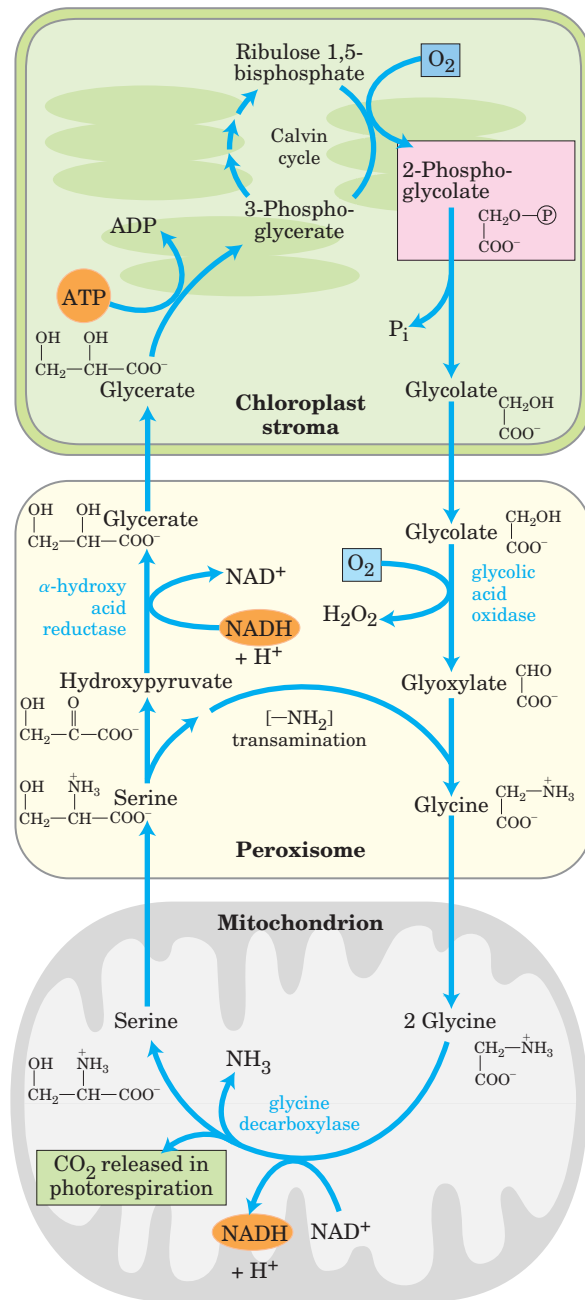 Ribulose 1,5-
bisphosphate
O₂
Calvin
cycle
2-Phospho-
glycolate
CH₂O—Ⓟ
COO⁻
3-Phospho-
glycerate
ADP
ATP
Pᵢ
OH OH
CH₂—CH—COO⁻
Glycerate
Glycolate
CH₂OH
COO⁻
Chloroplast
stroma
OH OH
CH₂—CH—COO⁻
Glycerate
Glycolate
CH₂OH
COO⁻
α-hydroxy
acid
reductase
NAD⁺
NADH
+ H⁺
O₂
H₂O₂
glycolic
acid
oxidase
Hydroxypyruvate
OH O
CH₂—C—COO⁻
[—NH₂]
transamination
Glyoxylate
CHO
COO⁻
OH +
NH₃
CH₂—CH—COO⁻
Serine
Glycine
CH₂—N⁺H₃
COO⁻
Peroxisome
Mitochondrion
Serine
OH +
NH₃
CH₂—CH—COO⁻
2 Glycine
CH₂—N⁺H₃
COO⁻
NH₃
glycine
decarboxylase
CO₂ released in
photorespiration
NADH
+ H⁺
NAD⁺